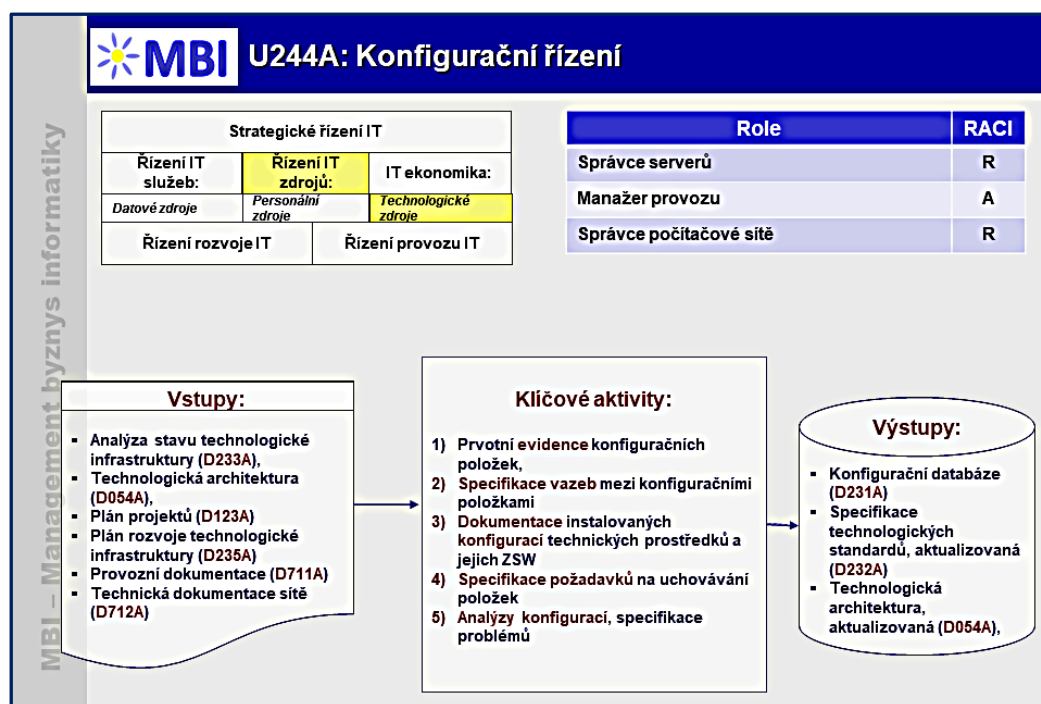 MBI
U244A: Konfigurační řízení
MBI – Management byznys informatiky
Strategické řízení IT
Řízení IT
služeb:
Řízení IT
zdrojů:
IT ekonomika:
Datové zdroje
Personální
zdroje
Technologické
zdroje
Řízení rozvoje IT
Řízení provozu IT
Role RACI
Správce serverů R
Manažer provozu A
Správce počítačové sítě R
Vstupy:
▪ Analýza stavu technologické
infrastruktury (D233A),
▪ Technologická architektura
(D054A),
▪ Plán projektů (D123A)
▪ Plán rozvoje technologické
infrastruktury (D235A)
▪ Provozní dokumentace (D711A)
▪ Technická dokumentace sítě
(D712A)
Klíčové aktivity:
1) Prvotní evidence konfiguračních
položek,
2) Specifikace vazeb mezi konfiguračními
položkami
3) Dokumentace instalovaných
konfigurací technických prostředků a
jejich ZSW
4) Specifikace požadavků na uchovávání
položek
5) Analýzy konfigurací, specifikace
problémů
Výstupy:
▪ Konfigurační databáze
(D231A)
▪ Specifikace
technologických
standardů, aktualizovaná
(D232A)
▪ Technologická
architektura,
aktualizovaná (D054A),